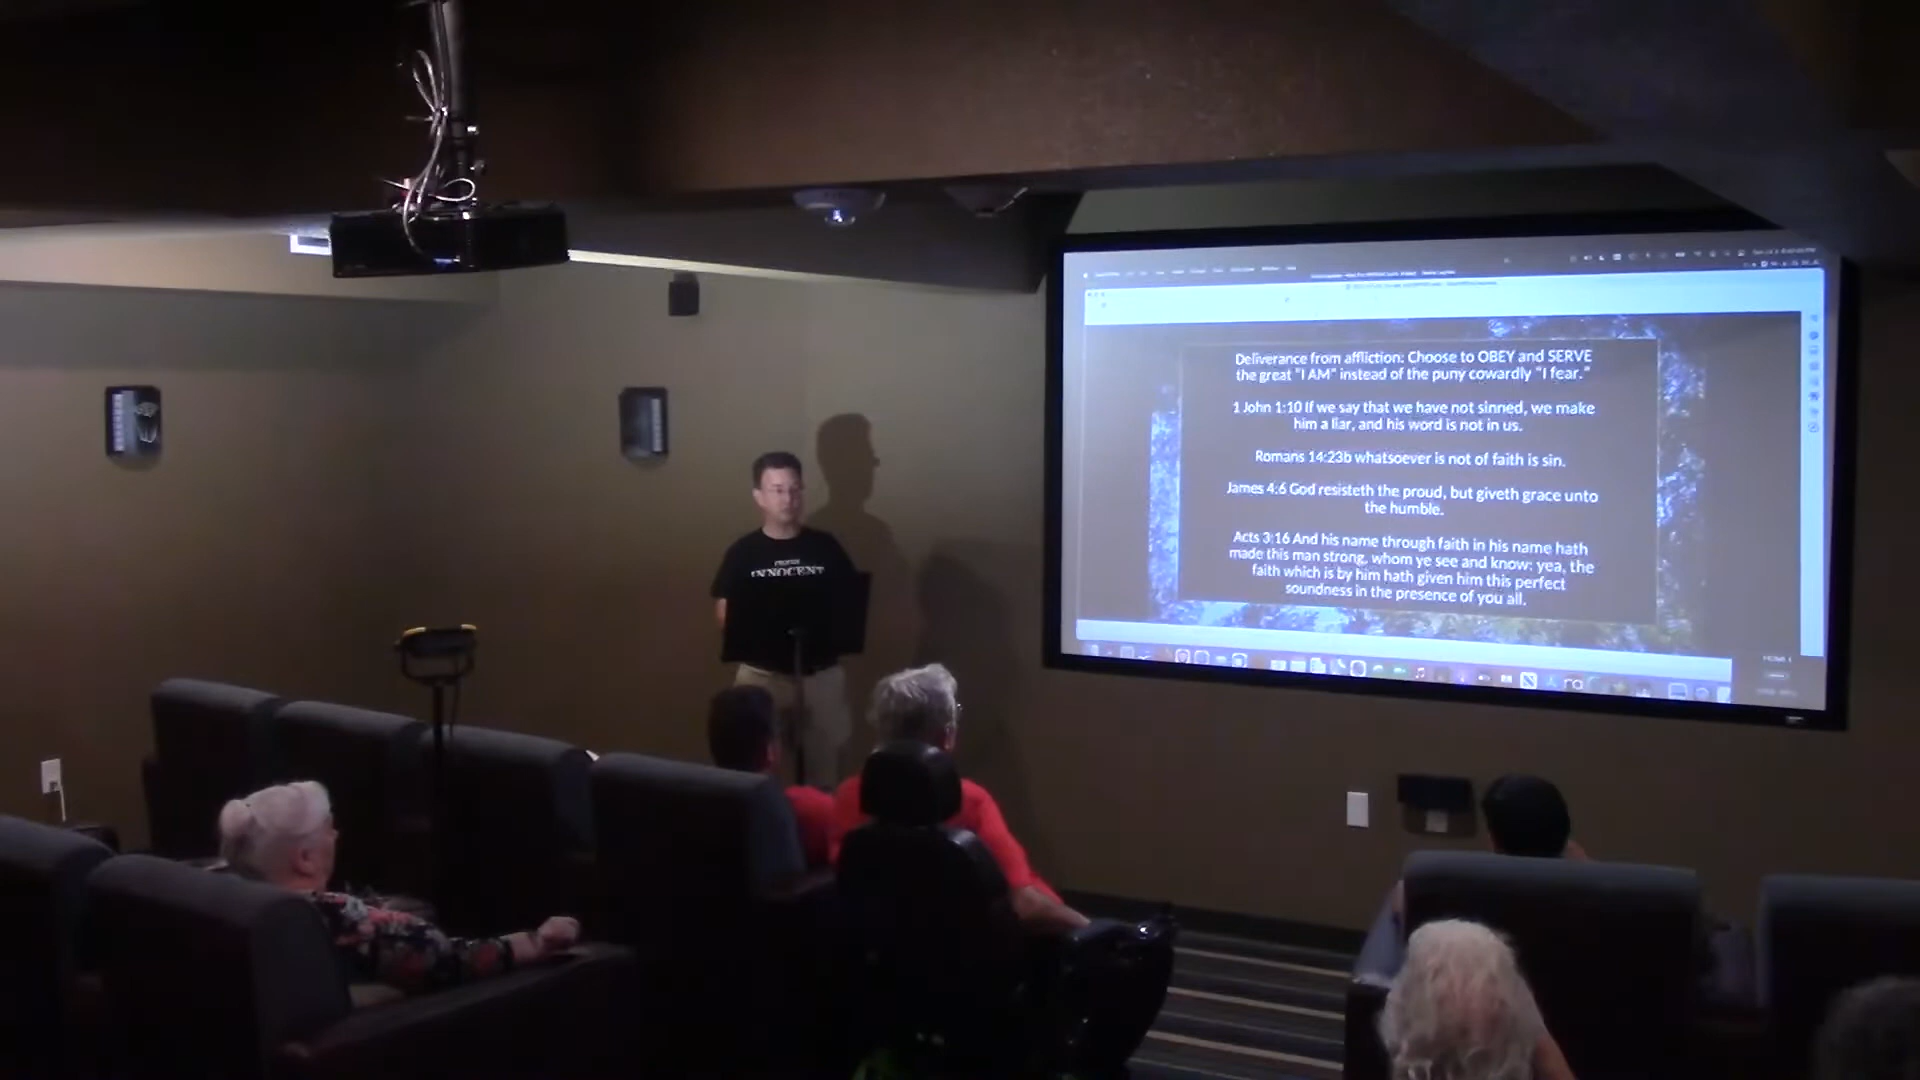 Deliverance from affliction: Choose to OBEY and SERVE
the great "I AM" instead of the puny cowardly "I fear."
1 John 1:10 If we say that we have not sinned, we make
him a liar, and his word is not in us.
Romans 14:23b whatsoever is not of faith is sin.
James 4:6 God resisteth the proud, but giveth grace unto
the humble.
Acts 3:16 And his name through faith in his name hath
made this man strong, whom ye see and know: yea, the
faith which is by him hath given him this perfect
soundness in the presence of you all.
INNOCENT